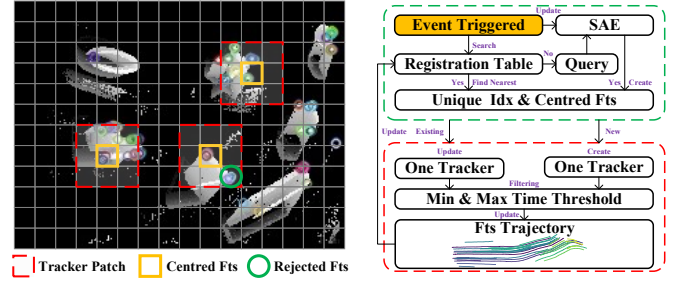 Event Triggered
Update
SAE
Search
Registration Table
No
Query
Yes
Find Nearest
Yes
Create
Unique Idx & Centred Fts
Update
Existing
New
Update
Create
One Tracker
One Tracker
Filtering
Min & Max Time Threshold
Update
Fts Trajectory
Tracker Patch
Centred Fts
Rejected Fts